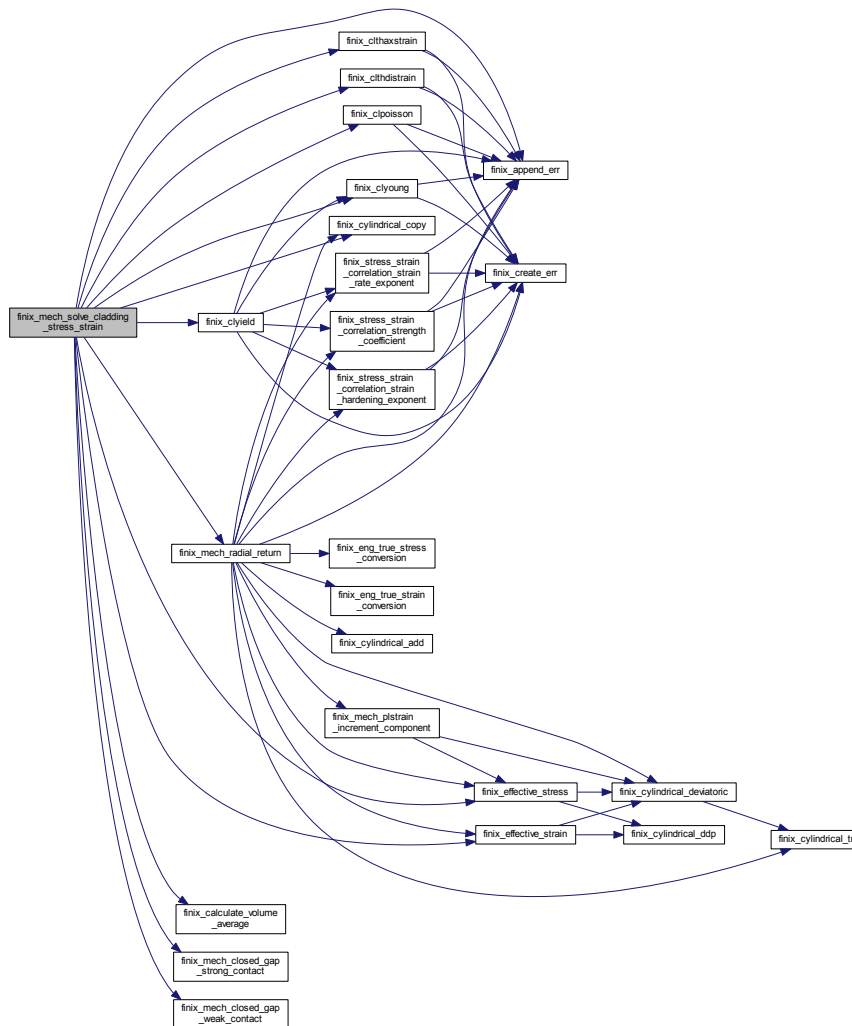 finix_clthaxstrain
finix_clthdistrain
finix_clpoisson
finix_append_err
finix_clyoung
finix_cylindrical_copy
finix_stress_strain
_correlation_strain
_rate_exponent
finix_create_err
finix_mech_solve_cladding
_stress_strain
finix_clyield
finix_stress_strain
_correlation_strength
_coefficient
finix_stress_strain
_correlation_strain
_hardening_exponent
finix_mech_radial_return
finix_eng_true_stress
_conversion
finix_eng_true_strain
_conversion
finix_cylindrical_add
finix_mech_plstrain
_increment_component
finix_effective_stress
finix_cylindrical_deviatoric
finix_effective_strain
finix_cylindrical_ddp
finix_cylindrical_tr
finix_calculate_volume
_average
finix_mech_closed_gap
_strong_contact
finix_mech_closed_gap
_weak_contact